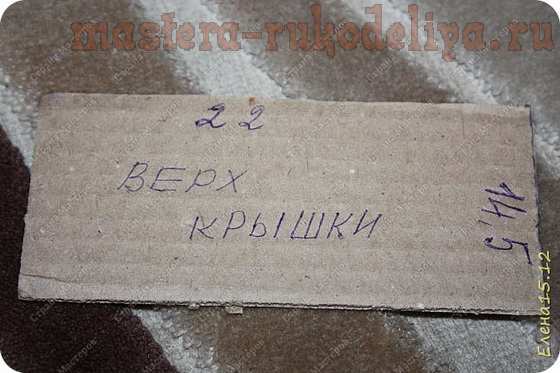 mastera-rukodeliya.ru
22
ВЕРХ
КРЫШКИ
14,5
Елена15.12